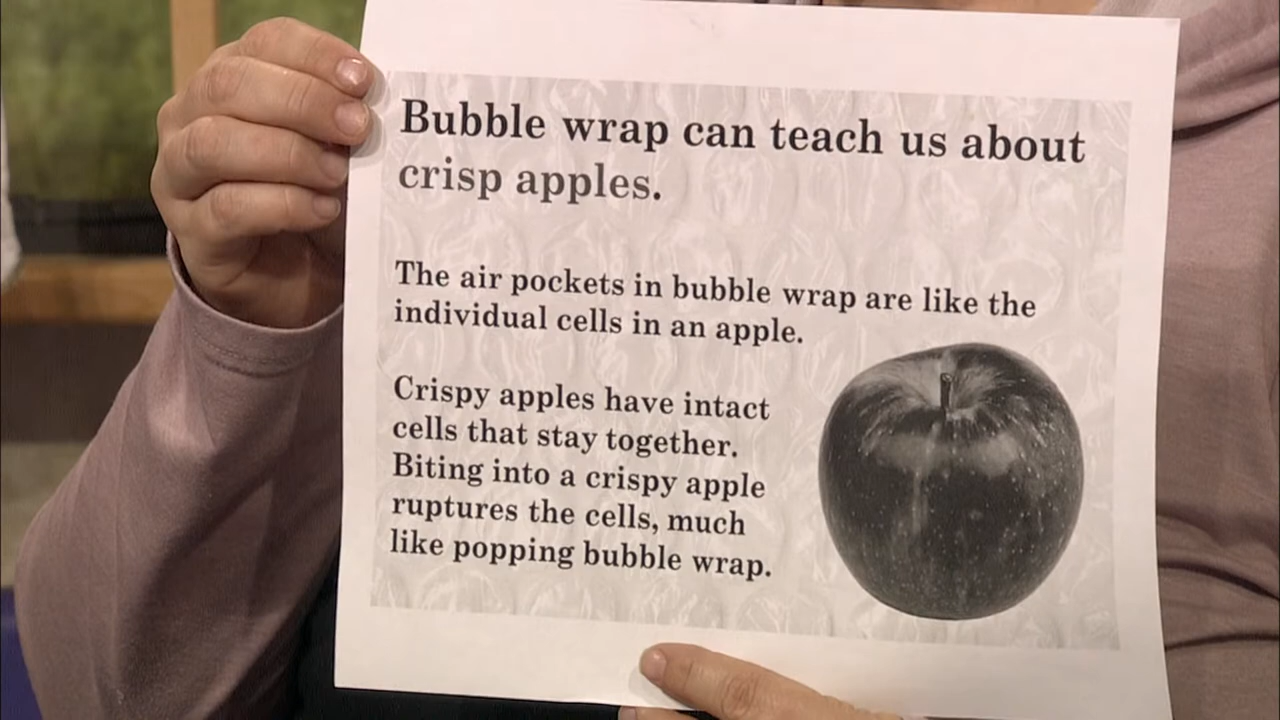 Bubble wrap can teach us about
crisp apples.
The air pockets in bubble wrap are like the
individual cells in an apple.
Crispy apples have intact
cells that stay together.
Biting into a crispy apple
ruptures the cells, much
like popping bubble wrap.